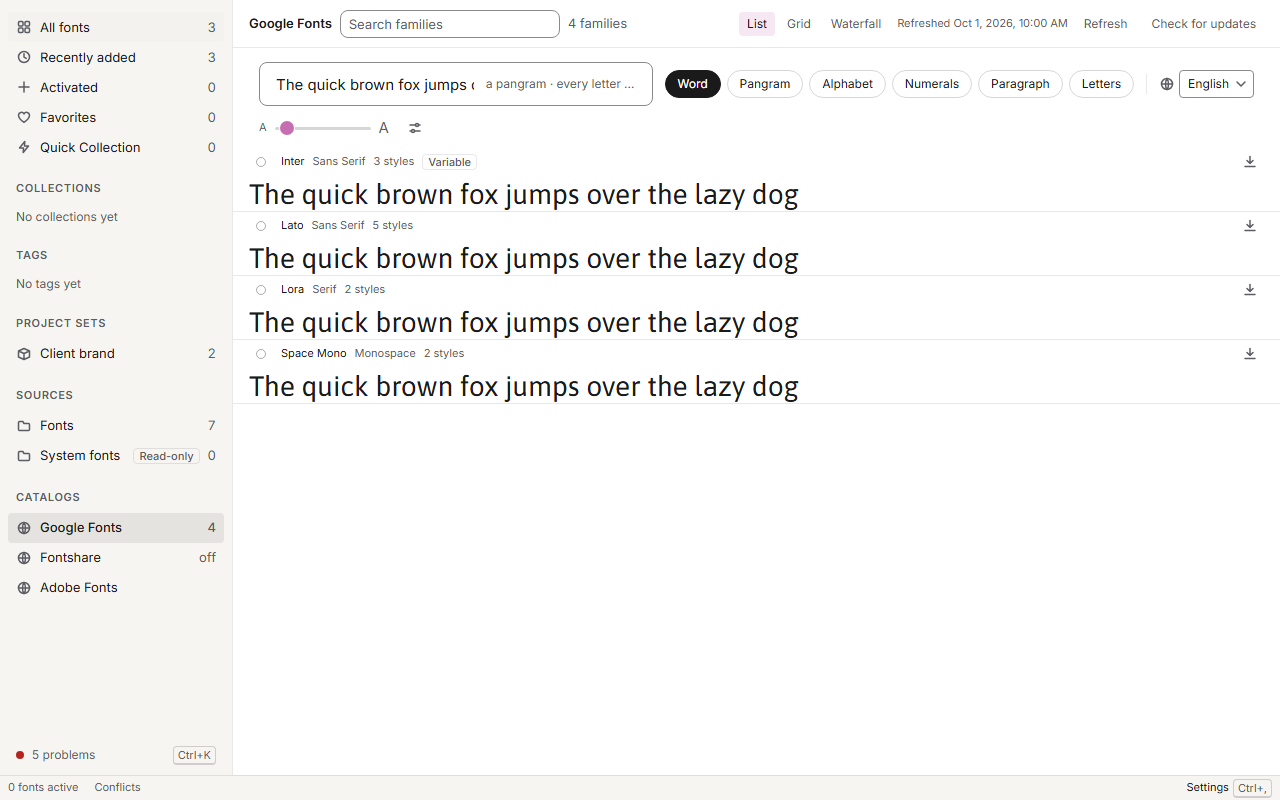 All fonts 3
Recently added 3
Activated 0
Favorites 0
Quick Collection 0
COLLECTIONS
No collections yet
TAGS
No tags yet
PROJECT SETS
Client brand 2
SOURCES
Fonts 7
System fonts Read-only 0
CATALOGS
Google Fonts 4
Fontshare off
Adobe Fonts
5 problems Ctrl+K
Google Fonts Search families 4 families List Grid Waterfall Refreshed Oct 1, 2026, 10:00 AM Refresh Check for updates
The quick brown fox jumps a pangram · every letter ... Word Pangram Alphabet Numerals Paragraph Letters English
A A
Inter Sans Serif 3 styles Variable
The quick brown fox jumps over the lazy dog
Lato Sans Serif 5 styles
The quick brown fox jumps over the lazy dog
Lora Serif 2 styles
The quick brown fox jumps over the lazy dog
Space Mono Monospace 2 styles
The quick brown fox jumps over the lazy dog
0 fonts active Conflicts Settings Ctrl+,